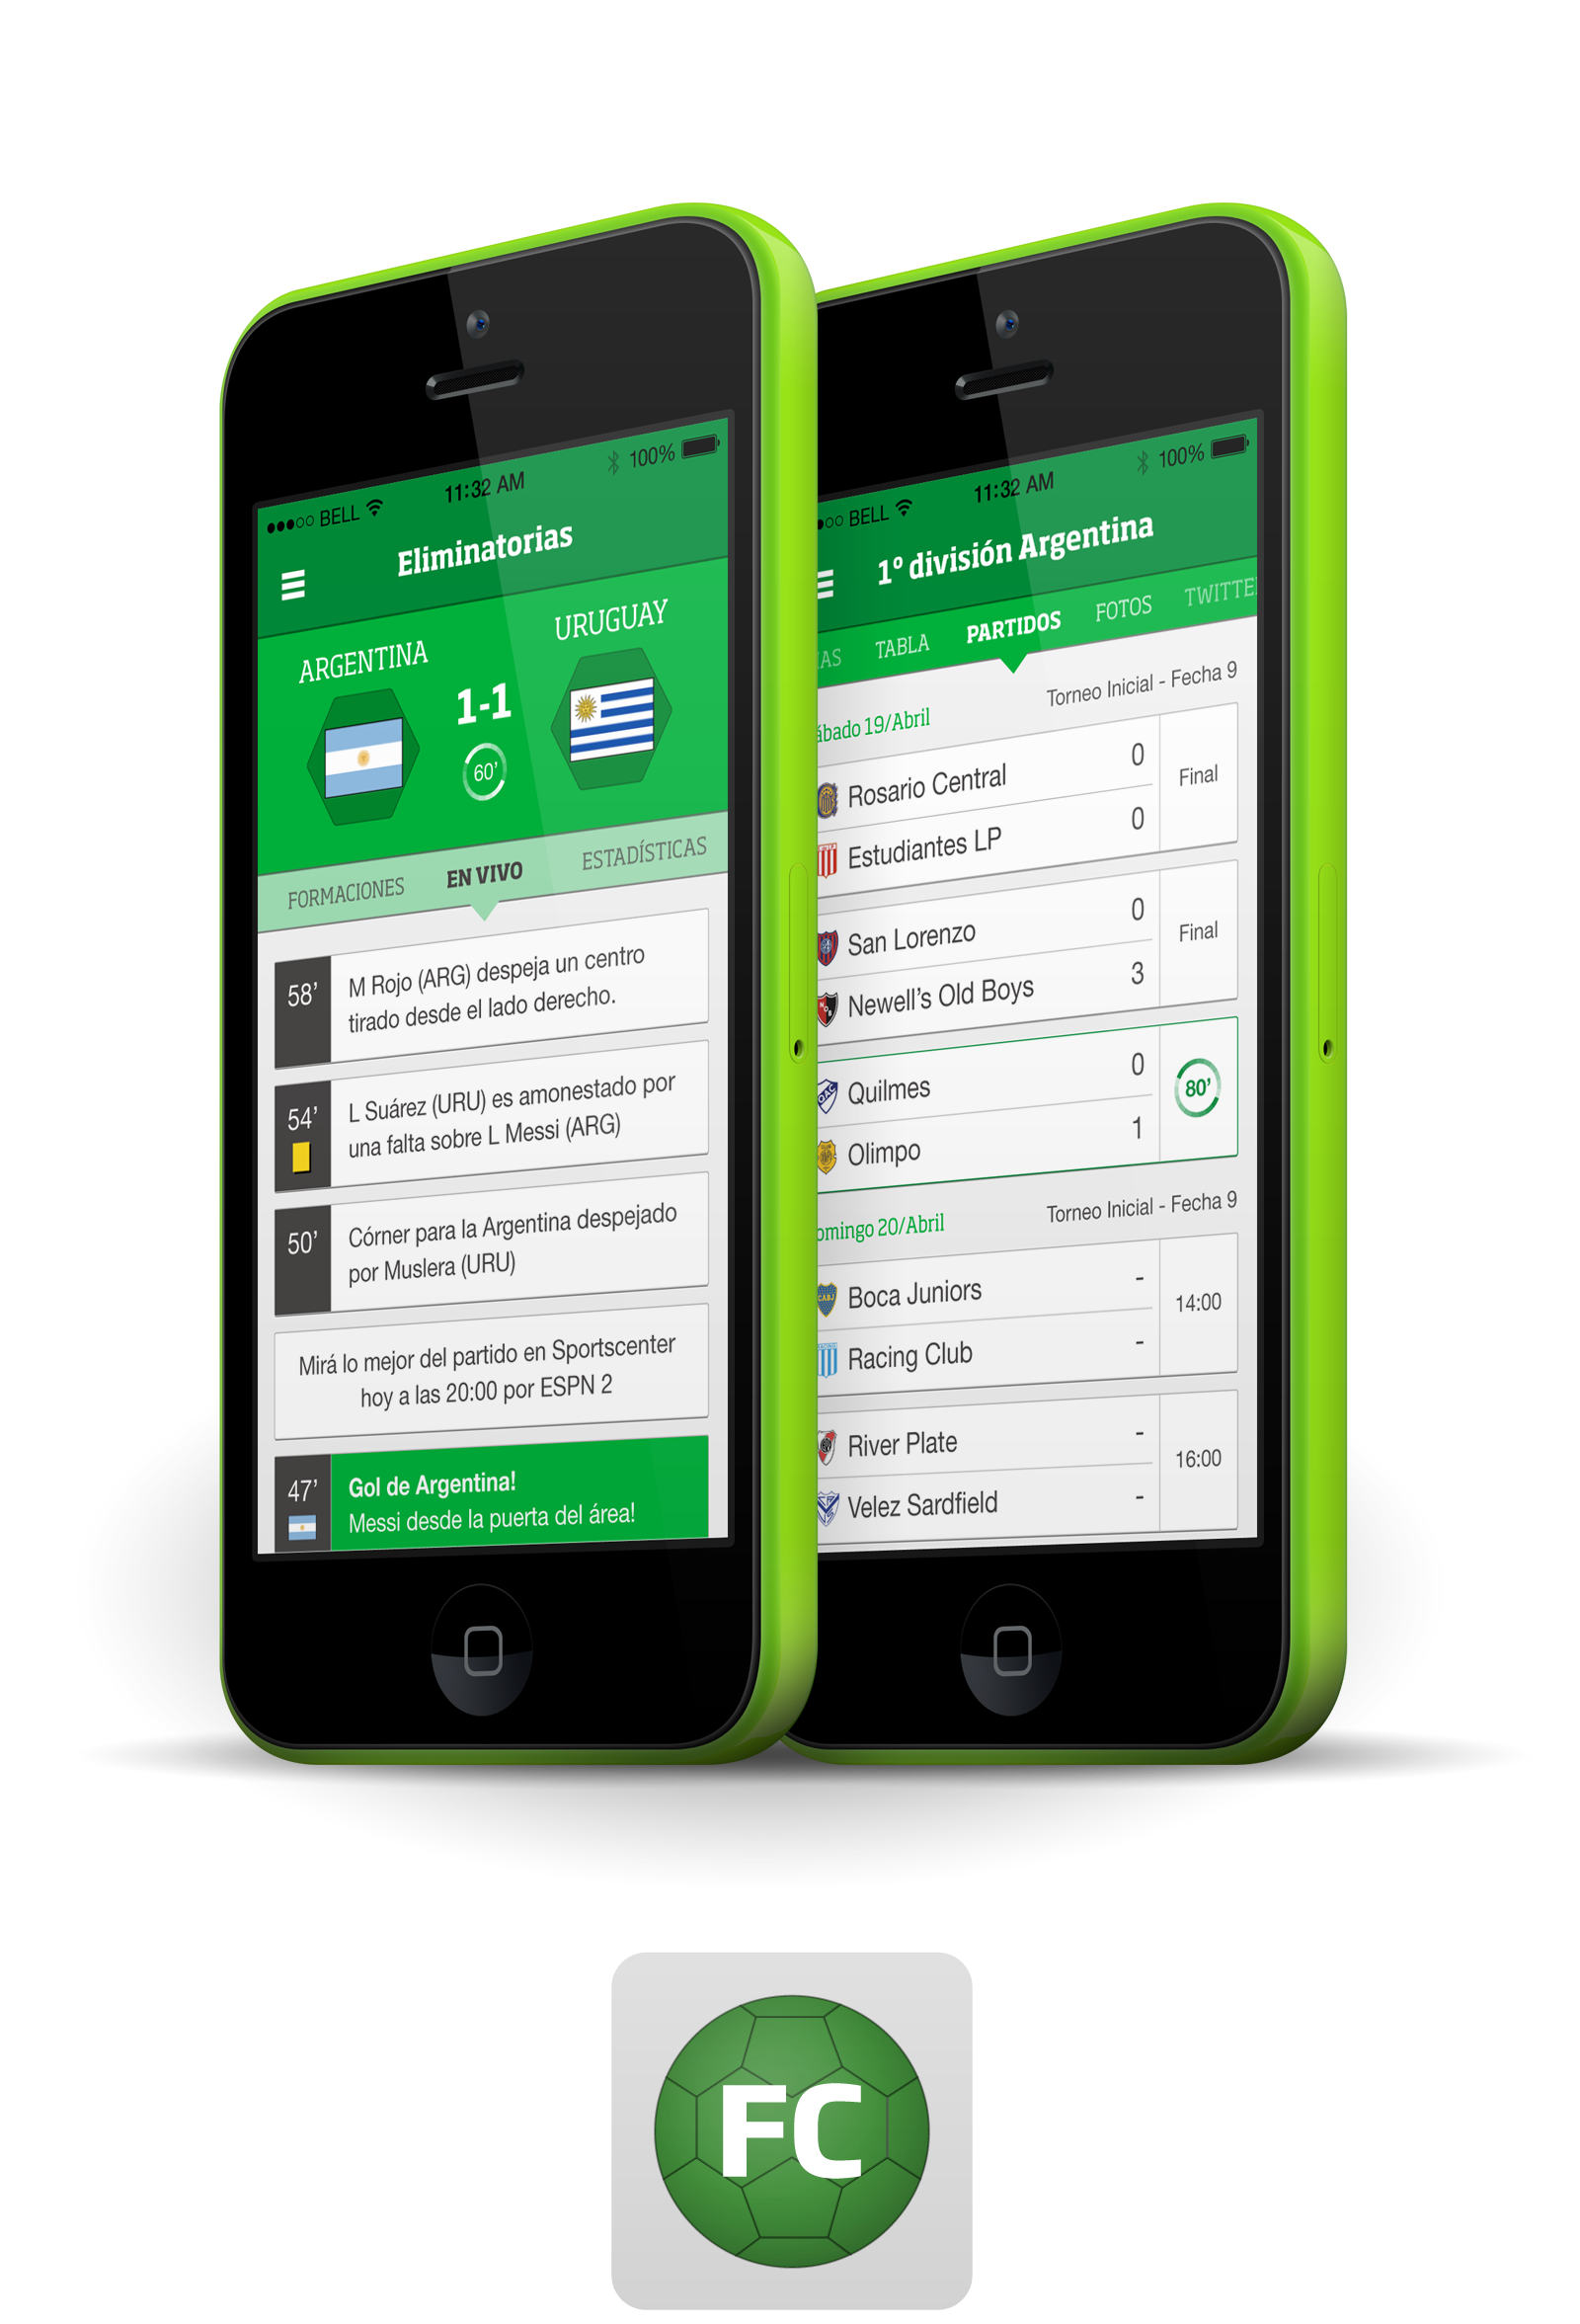 BELL
11:32 AM
100%
Eliminatorias
ARGENTINA
1-1
URUGUAY
60'
FORMACIONES
EN VIVO
ESTADÍSTICAS
58'
M Rojo (ARG) despeja un centro
tirado desde el lado derecho.
54'
L Suárez (URU) es amonestado por
una falta sobre L Messi (ARG)
50'
Córner para la Argentina despejado
por Muslera (URU)
Mirá lo mejor del partido en Sportscenter
hoy a las 20:00 por ESPN 2
47'
Gol de Argentina!
Messi desde la puerta del área!
BELL
11:32 AM
100%
1º división Argentina
IAS
TABLA
PARTIDOS
FOTOS
TWITTE
ábado 19/Abril
Torneo Inicial - Fecha 9
Rosario Central 0
Estudiantes LP 0
Final
San Lorenzo 0
Newell's Old Boys 3
Final
Quilmes 0
Olimpo 1
80'
omingo 20/Abril
Torneo Inicial - Fecha 9
Boca Juniors -
Racing Club -
14:00
River Plate -
Velez Sardfield -
16:00
FC